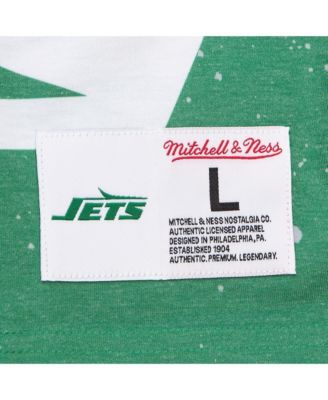 JETS
Mitchell & Ness
L
MITCHELL & NESS NOSTALGIA CO.
AUTHENTIC LICENSED APPAREL
DESIGNED IN PHILADELPHIA, PA.
ESTABLISHED 1904
AUTHENTIC. PREMIUM. LEGENDARY.